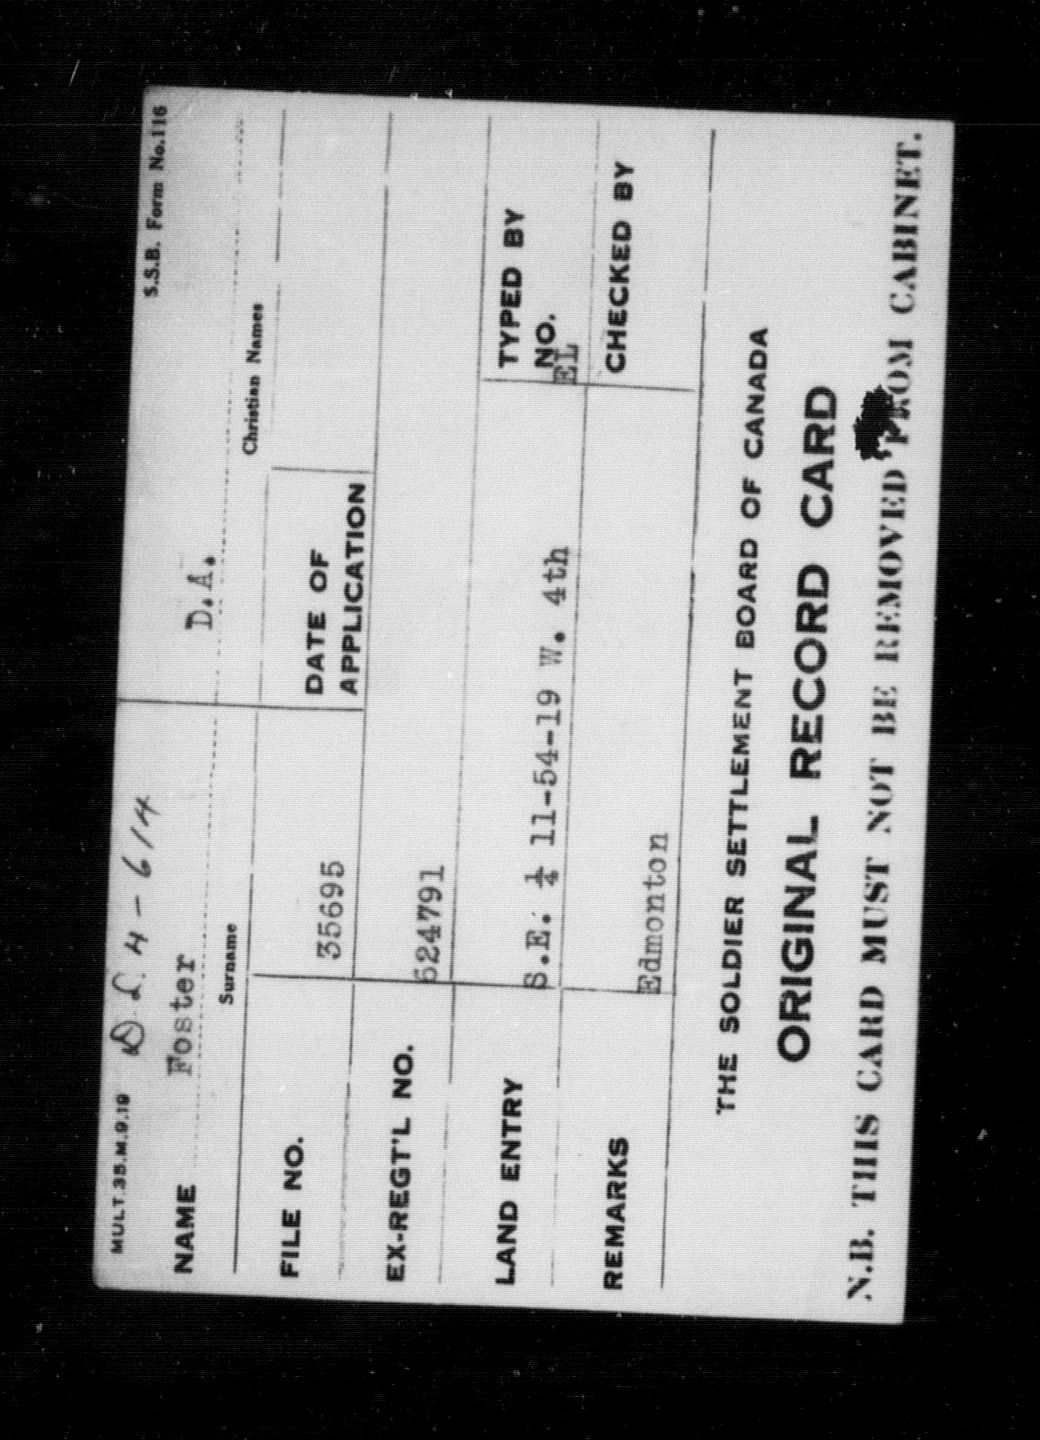 MULT.35.M.9.19 S.S.B. Form No.116
D.L. 4-614
NAME Foster D.A.
Surname Christian Names
FILE NO. 35695 DATE OF APPLICATION
EX-REGT'L NO. 624791
LAND ENTRY S.E. ¼ 11-54-19 W. 4th TYPED BY NO. EL
REMARKS Edmonton CHECKED BY
THE SOLDIER SETTLEMENT BOARD OF CANADA
ORIGINAL RECORD CARD
N.B. THIS CARD MUST NOT BE REMOVED FROM CABINET.